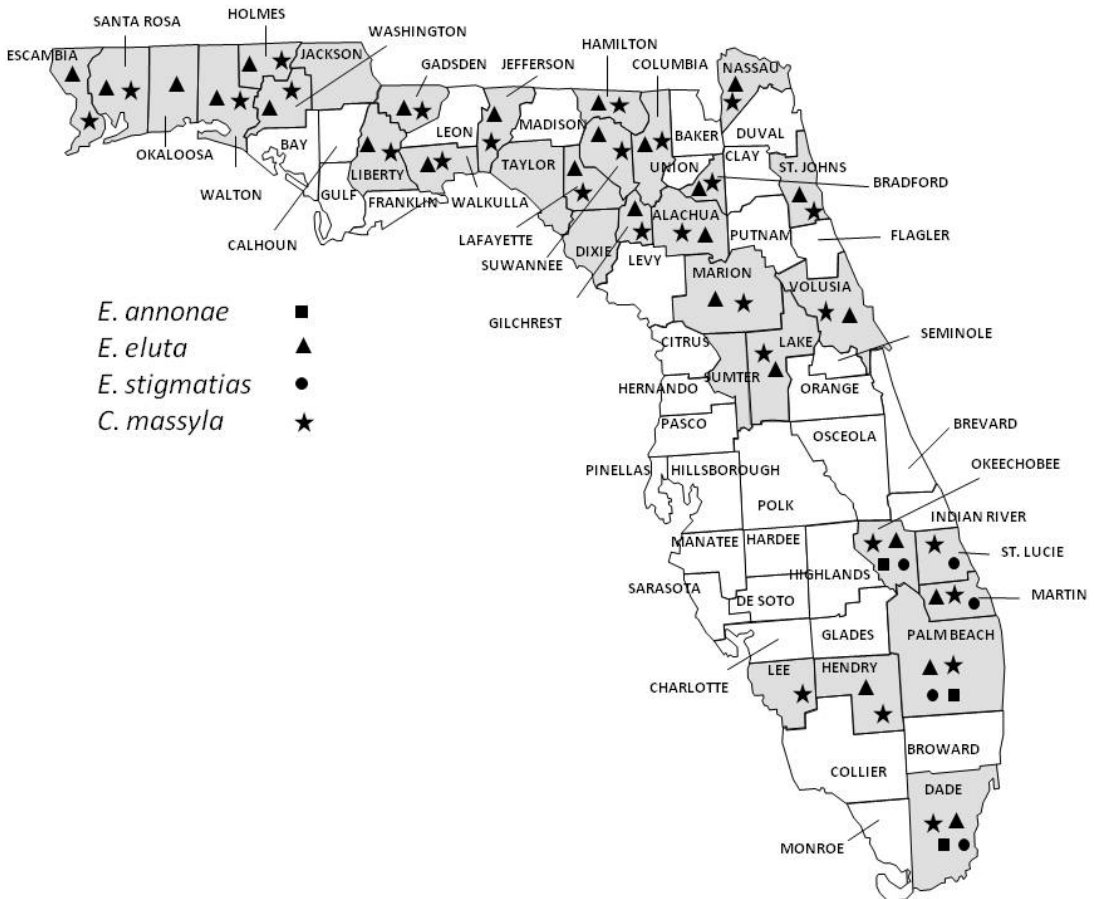 HOLMES
SANTA ROSA
WASHINGTON
ESCAMBIA
JACKSON
GADSDEN
JEFFERSON
HAMILTON
COLUMBIA
NASSAU
MADISON
LEON
BAKER
DUVAL
OKALOOSA
BAY
LIBERTY
TAYLOR
UNION
CLAY
ST. JOHNS
BRADFORD
WALTON
GULF
FRANKLIN
WALKULLA
CALHOUN
LAFAYETTE
SUWANNEE
DIXIE
ALACHUA
PUTNAM
FLAGLER
LEVY
GILCHREST
MARION
VOLUSIA
E. annonae
E. eluta
E. stigmatias
C. massyla
CITRUS
LAKE
SEMINOLE
HERNANDO
SUMTER
ORANGE
PASCO
OSCEOLA
BREVARD
PINELLAS
HILLSBOROUGH
OKEECHOBEE
POLK
INDIAN RIVER
MANATEE
HARDEE
ST. LUCIE
HIGHLANDS
SARASOTA
DE SOTO
MARTIN
GLADES
PALM BEACH
CHARLOTTE
LEE
HENDRY
BROWARD
COLLIER
DADE
MONROE